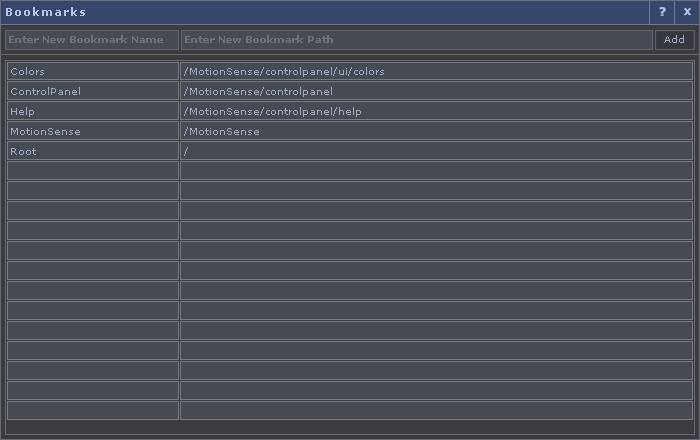 Bookmarks ? x
Enter New Bookmark Name Enter New Bookmark Path Add
Colors /MotionSense/controlpanel/ui/colors
ControlPanel /MotionSense/controlpanel
Help /MotionSense/controlpanel/help
MotionSense /MotionSense
Root /